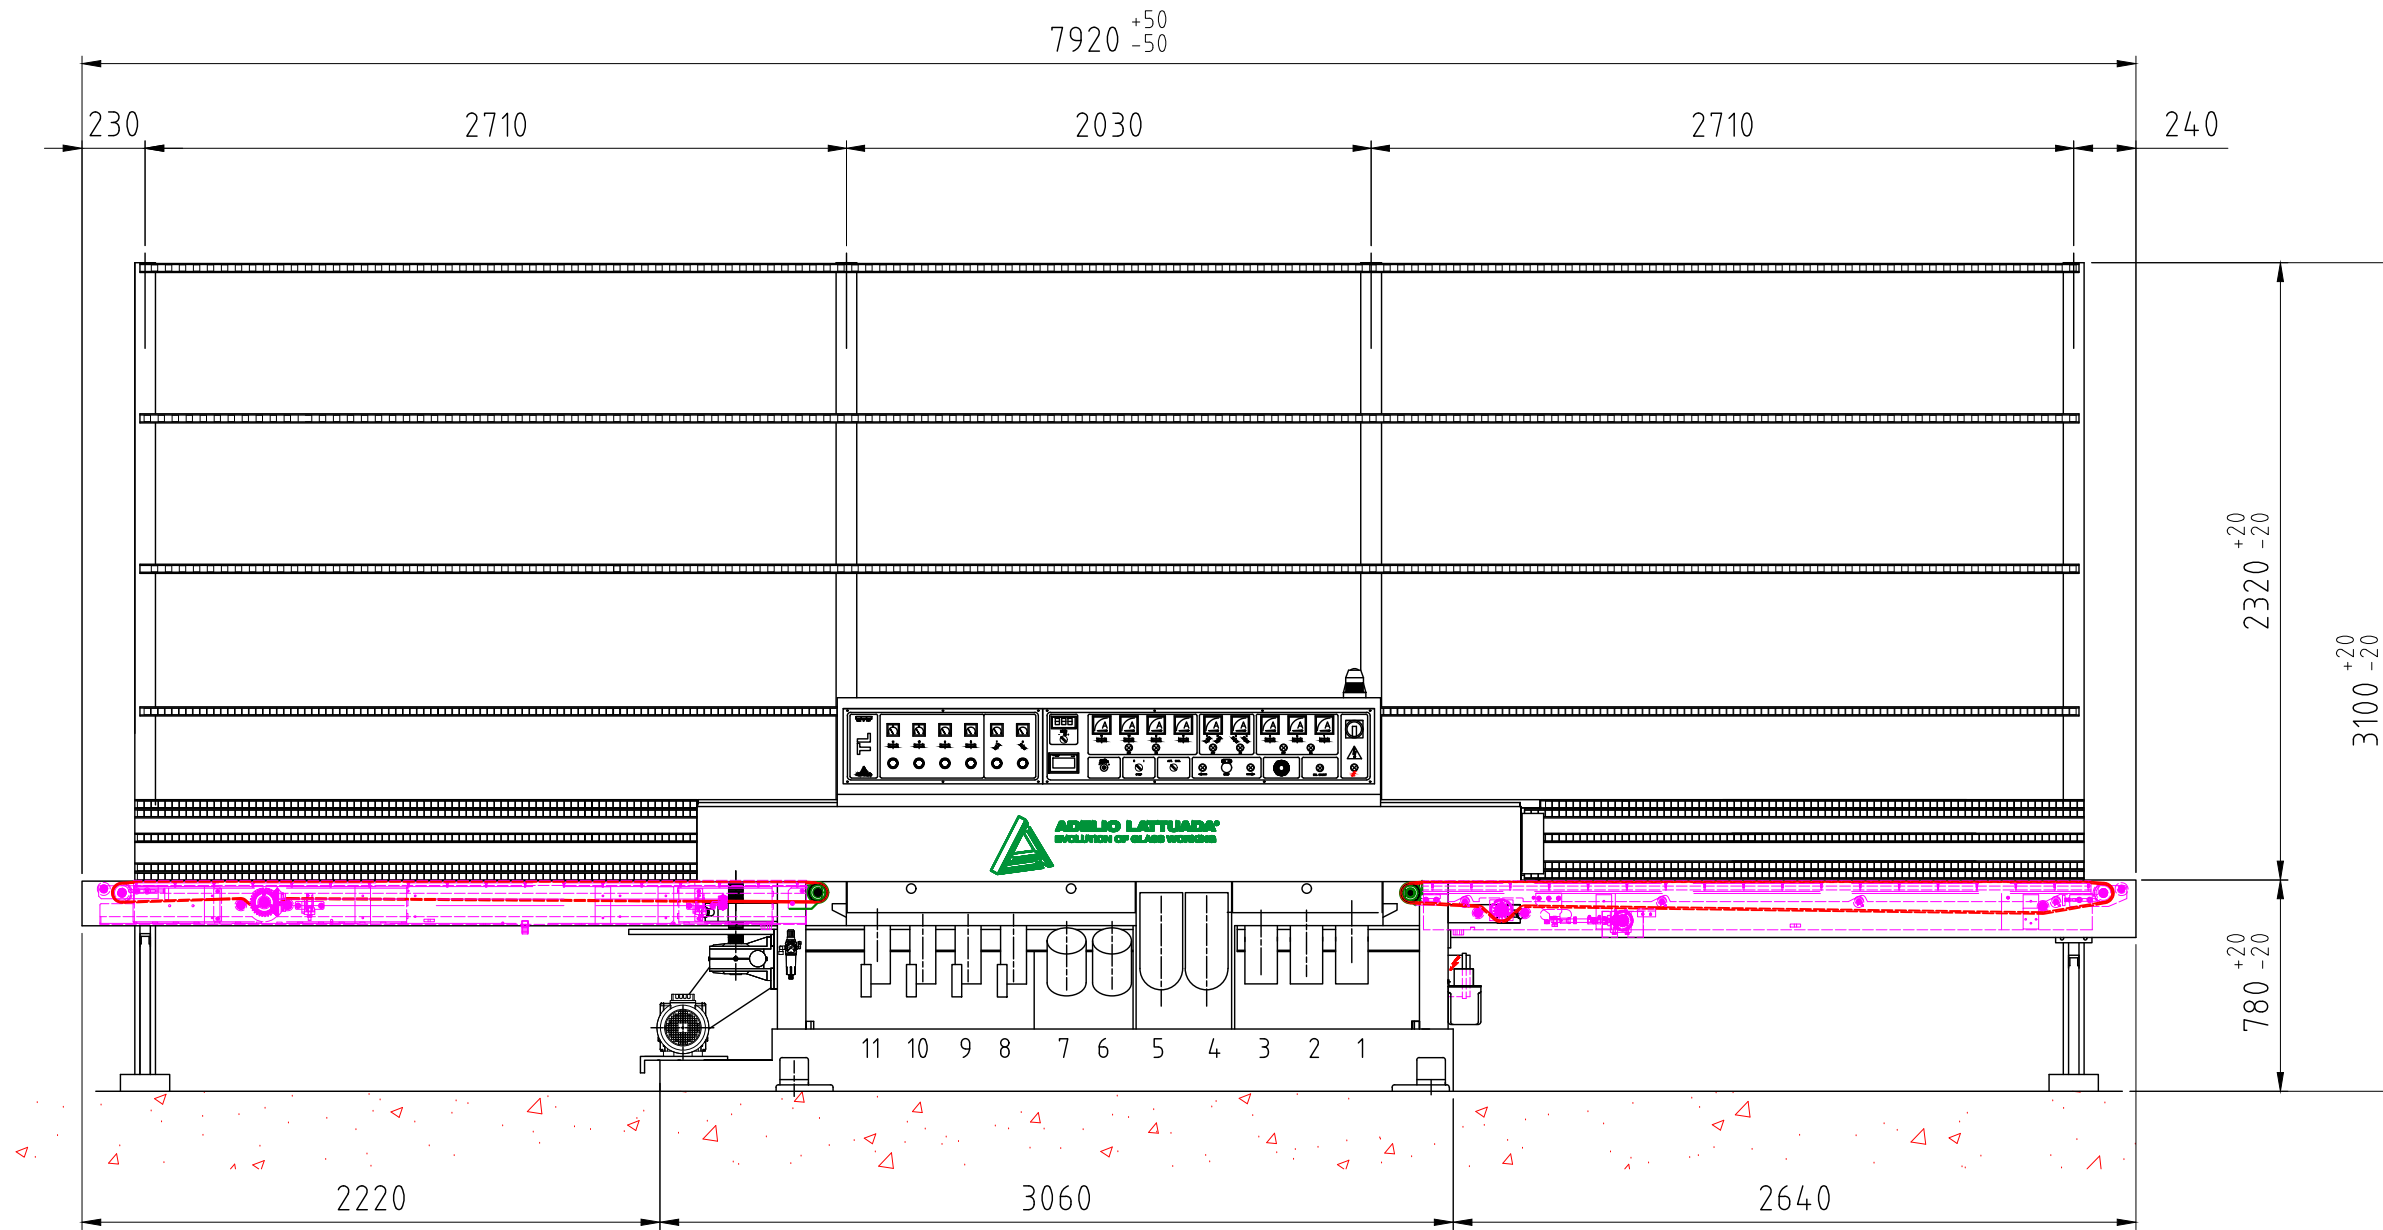 7920 +50 -50
230 2710 2030 2710 240
2320 +20 -20
3100 +20 -20
TL
A A A A A A A A A
ADELIO LATTUADA®
EVOLUTION OF GLASS WORKING
780 +20 -20
11 10 9 8 7 6 5 4 3 2 1
2220 3060 2640